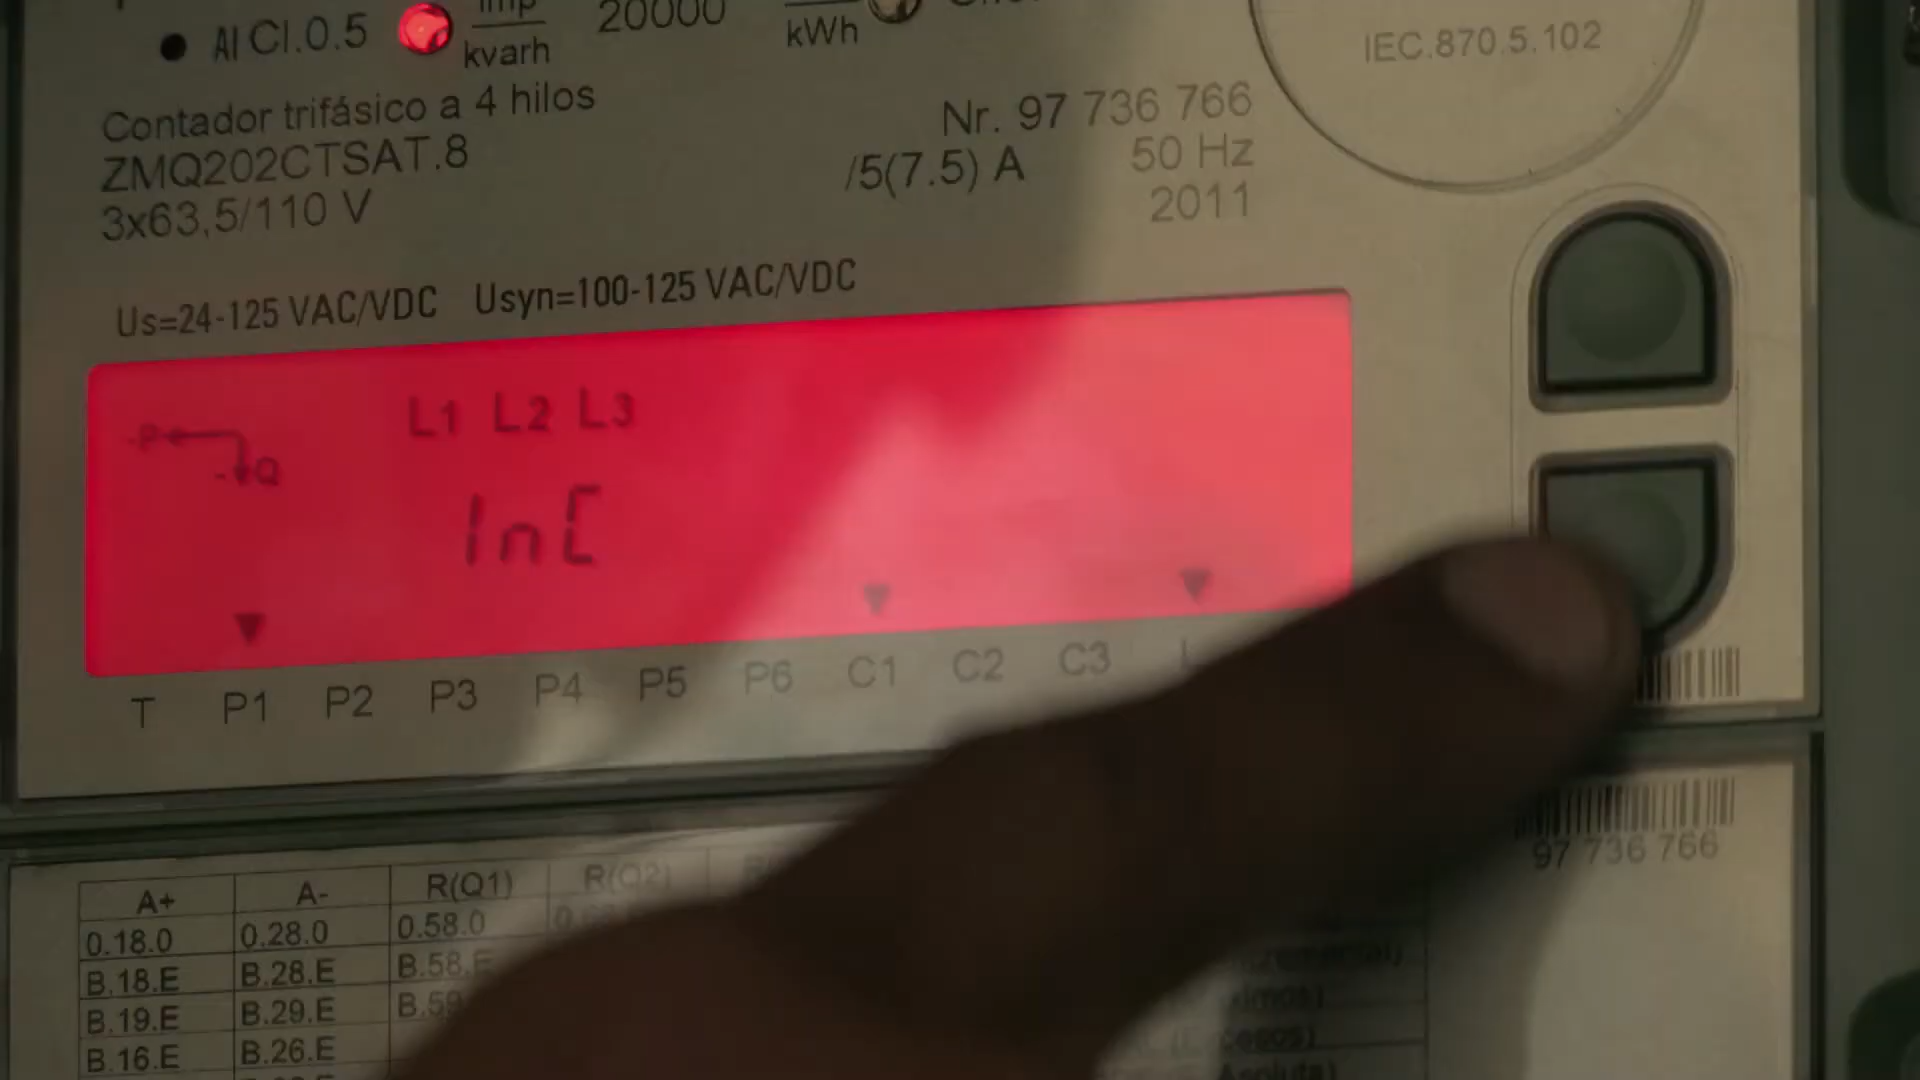 Al Cl.0.5
kvarh
20000
kWh
IEC.870.5.102
Contador trifásico a 4 hilos
ZMQ202CTSAT.8
3x63,5/110 V
Nr. 97 736 766
/5(7.5) A
50 Hz
2011
Us=24-125 VAC/VDC Usyn=100-125 VAC/VDC
-P
-Q
L1 L2 L3
InC
T P1 P2 P3 P4 P5 P6 C1 C2 C3
97 736 766
A+ A- R(Q1) R(Q2)
0.18.0 0.28.0 0.58.0
B.18.E B.28.E B.58.E
B.19.E B.29.E
B.16.E B.26.E